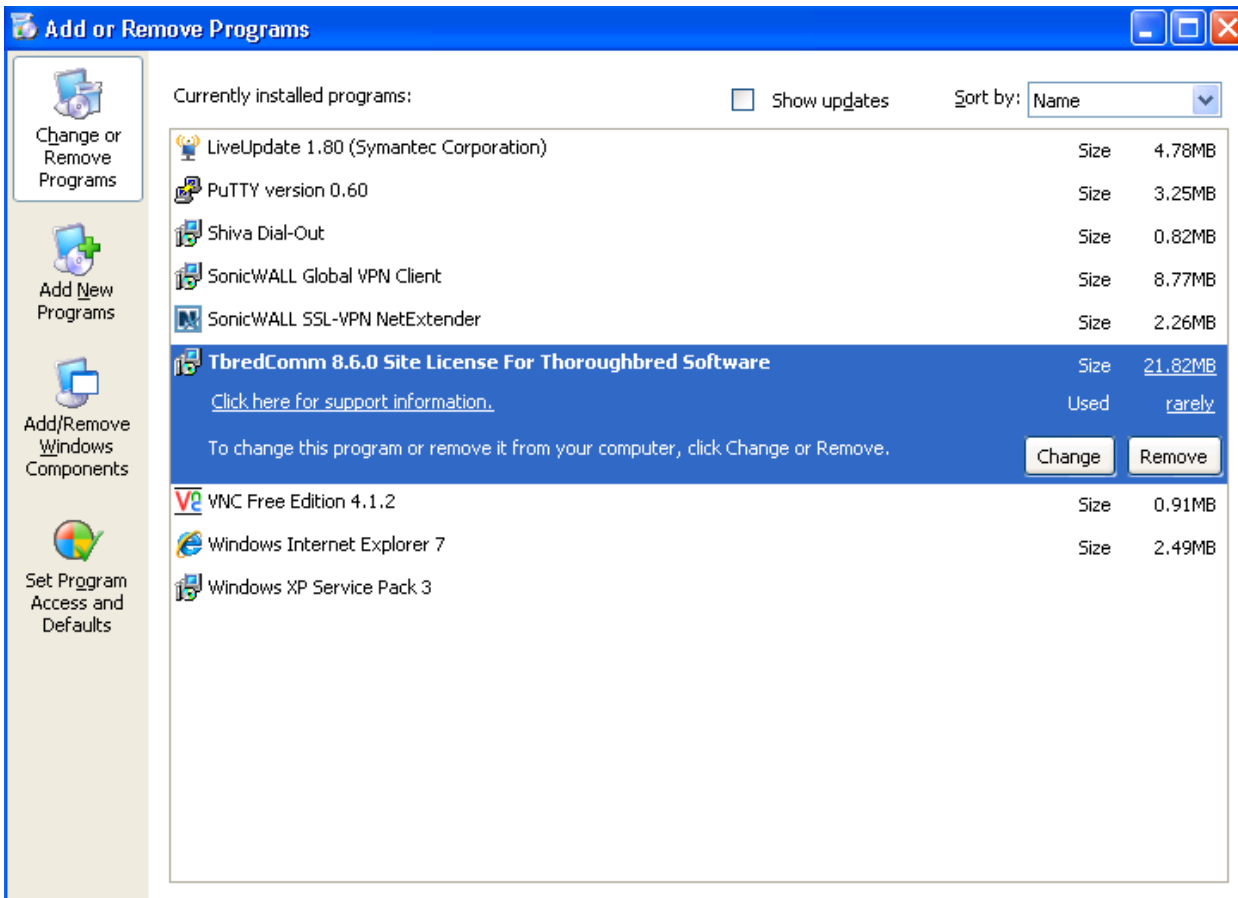 Add or Remove Programs
Change or
Remove
Programs
Add New
Programs
Add/Remove
Windows
Components
Set Program
Access and
Defaults
Currently installed programs:
Show updates
Sort by: Name
LiveUpdate 1.80 (Symantec Corporation) Size 4.78MB
PuTTY version 0.60 Size 3.25MB
Shiva Dial-Out Size 0.82MB
SonicWALL Global VPN Client Size 8.77MB
SonicWALL SSL-VPN NetExtender Size 2.26MB
TbredComm 8.6.0 Site License For Thoroughbred Software Size 21.82MB
Click here for support information. Used rarely
To change this program or remove it from your computer, click Change or Remove. Change Remove
VNC Free Edition 4.1.2 Size 0.91MB
Windows Internet Explorer 7 Size 2.49MB
Windows XP Service Pack 3